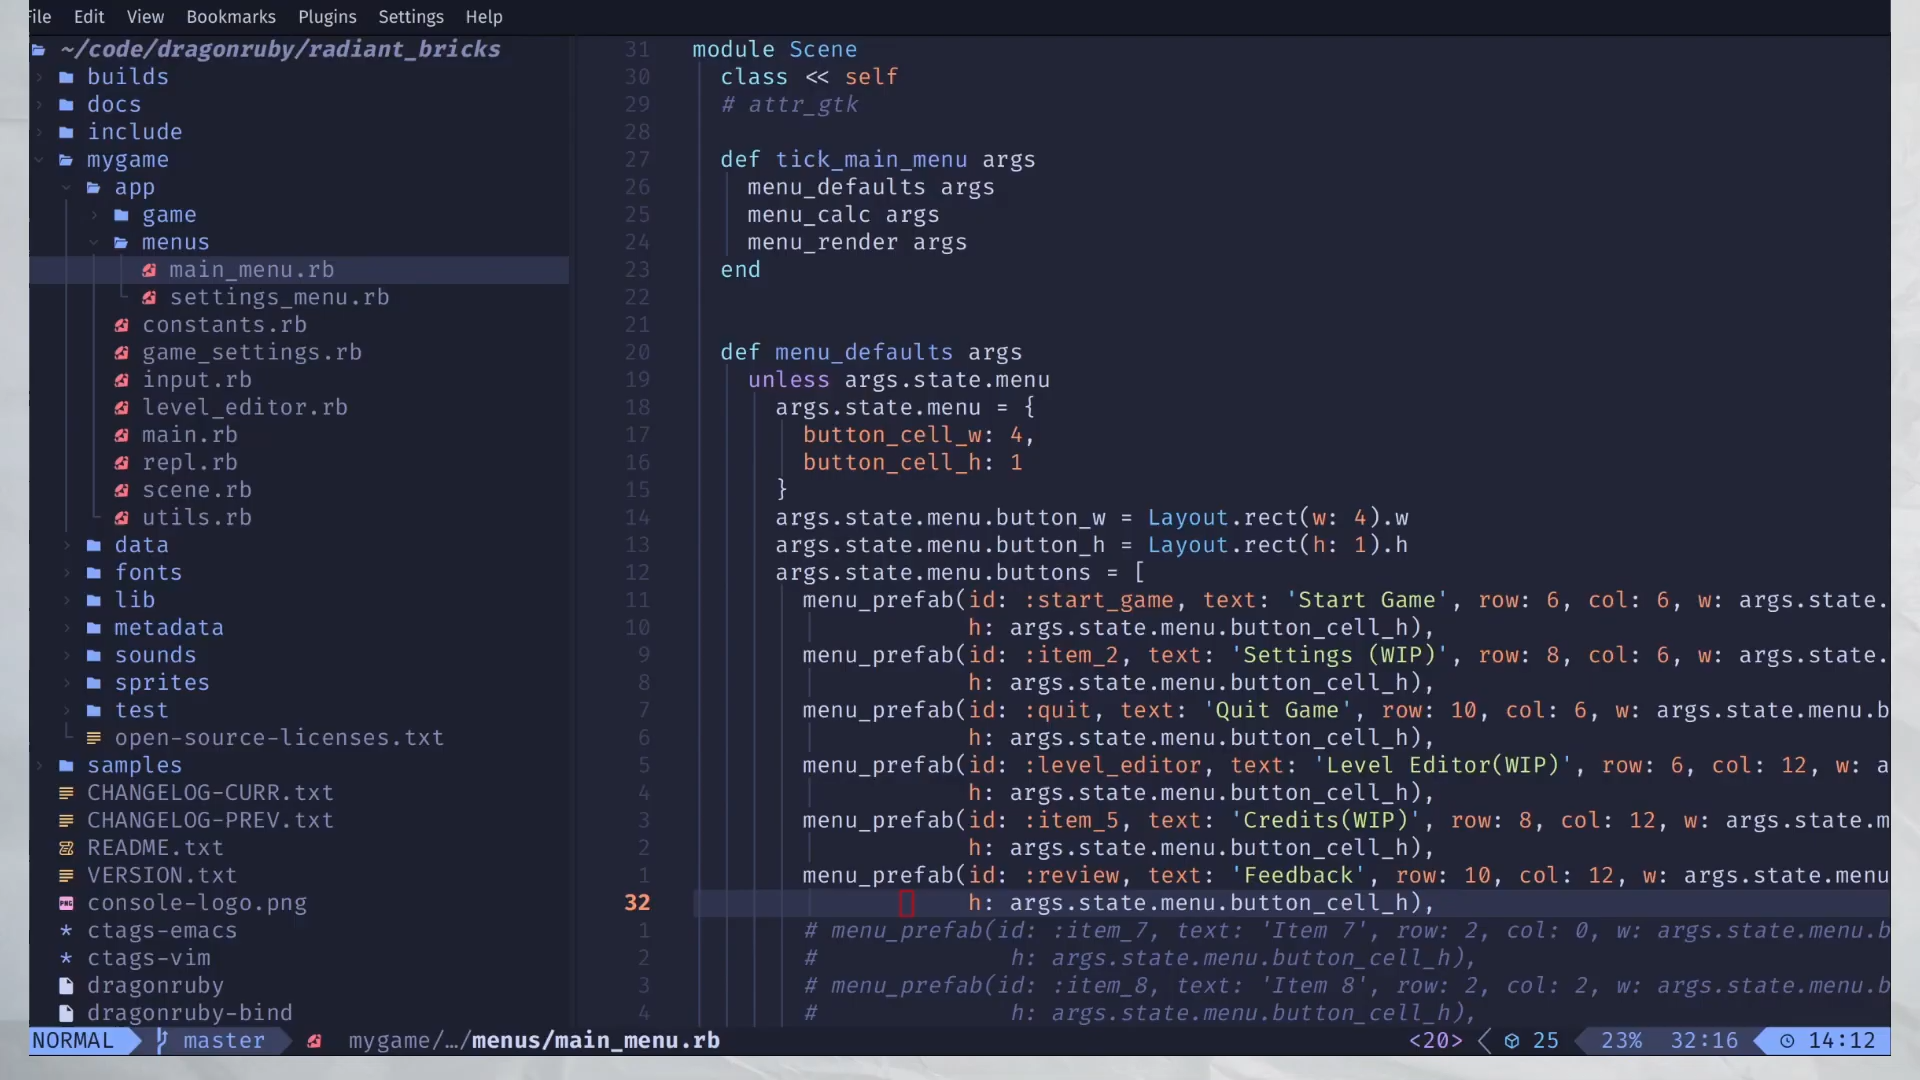 File Edit View Bookmarks Plugins Settings Help
~/code/dragonruby/radiant_bricks
builds
docs
include
mygame
app
game
menus
main_menu.rb
settings_menu.rb
constants.rb
game_settings.rb
input.rb
level_editor.rb
main.rb
repl.rb
scene.rb
utils.rb
data
fonts
lib
metadata
sounds
sprites
test
open-source-licenses.txt
samples
CHANGELOG-CURR.txt
CHANGELOG-PREV.txt
README.txt
VERSION.txt
console-logo.png
ctags-emacs
ctags-vim
dragonruby
dragonruby-bind
31 module Scene
30 class << self
29 # attr_gtk
28
27 def tick_main_menu args
26 menu_defaults args
25 menu_calc args
24 menu_render args
23 end
22
21
20 def menu_defaults args
19 unless args.state.menu
18 args.state.menu = {
17 button_cell_w: 4,
16 button_cell_h: 1
15 }
14 args.state.menu.button_w = Layout.rect(w: 4).w
13 args.state.menu.button_h = Layout.rect(h: 1).h
12 args.state.menu.buttons = [
11 menu_prefab(id: :start_game, text: 'Start Game', row: 6, col: 6, w: args.state.
10 h: args.state.menu.button_cell_h),
9 menu_prefab(id: :item_2, text: 'Settings (WIP)', row: 8, col: 6, w: args.state.
8 h: args.state.menu.button_cell_h),
7 menu_prefab(id: :quit, text: 'Quit Game', row: 10, col: 6, w: args.state.menu.b
6 h: args.state.menu.button_cell_h),
5 menu_prefab(id: :level_editor, text: 'Level Editor(WIP)', row: 6, col: 12, w: a
4 h: args.state.menu.button_cell_h),
3 menu_prefab(id: :item_5, text: 'Credits(WIP)', row: 8, col: 12, w: args.state.m
2 h: args.state.menu.button_cell_h),
1 menu_prefab(id: :review, text: 'Feedback', row: 10, col: 12, w: args.state.menu
32 h: args.state.menu.button_cell_h),
1 # menu_prefab(id: :item_7, text: 'Item 7', row: 2, col: 0, w: args.state.menu.b
2 # h: args.state.menu.button_cell_h),
3 # menu_prefab(id: :item_8, text: 'Item 8', row: 2, col: 2, w: args.state.menu.b
4 # h: args.state.menu.button_cell_h),
NORMAL master mygame/…/menus/main_menu.rb <20> 25 23% 32:16 14:12